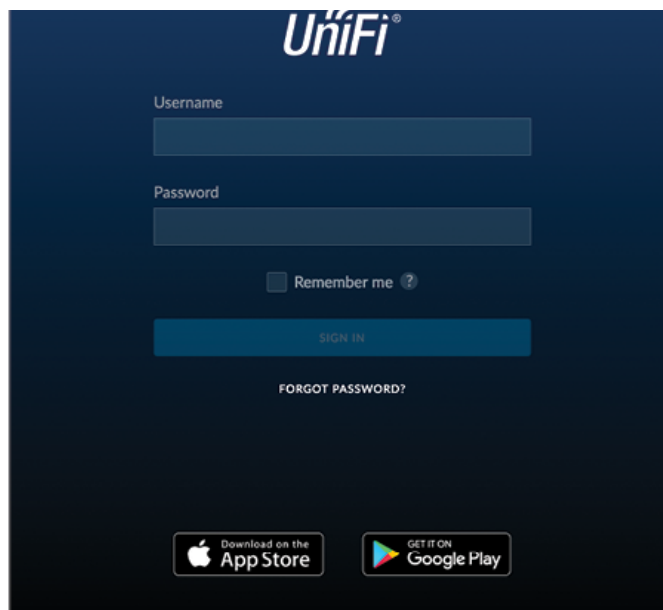 UniFi®
Username
Password
Remember me ?
SIGN IN
FORGOT PASSWORD?
Download on the
App Store
GET IT ON
Google Play